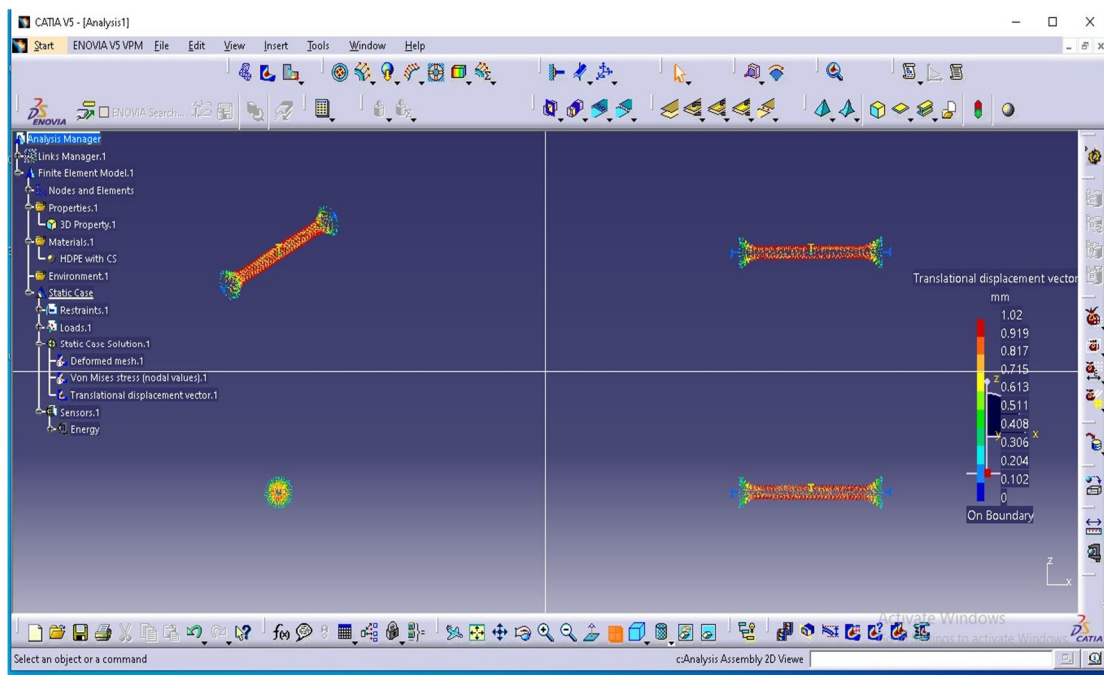 CATIA V5 - [Analysis1]
Start ENOVIA V5 VPM File Edit View Insert Tools Window Help
ENOVIA
ENOVIA Search...
Analysis Manager
Links Manager.1
Finite Element Model.1
Nodes and Elements
Properties.1
3D Property.1
Materials.1
HDPE with CS
Environment.1
Static Case
Restraints.1
Loads.1
Static Case Solution.1
Deformed mesh.1
Von Mises stress (nodal values).1
Translational displacement vector.1
Sensors.1
Energy
Translational displacement vector
mm
1.02
0.919
0.817
0.715
0.613
0.511
0.408
0.306
0.204
0.102
0
z
y
x
On Boundary
z
x
Activate Windows
to activate Windows
CATIA
Select an object or a command
c:Analysis Assembly 2D Viewe